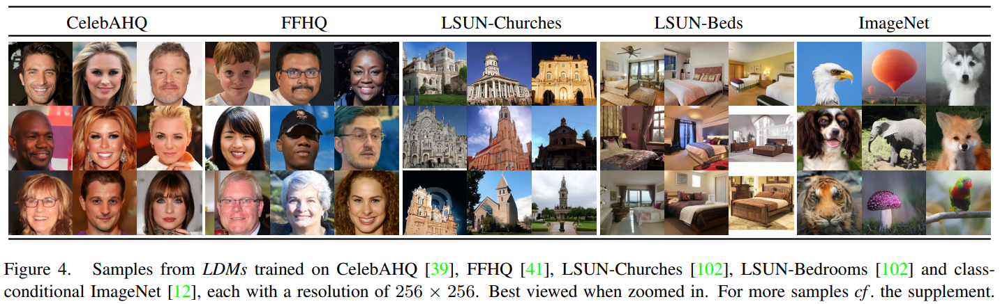 CelebAHQ FFHQ LSUN-Churches LSUN-Beds ImageNet
Figure 4. Samples from LDMs trained on CelebAHQ [39], FFHQ [41], LSUN-Churches [102], LSUN-Bedrooms [102] and class-
conditional ImageNet [12], each with a resolution of 256 × 256. Best viewed when zoomed in. For more samples cf. the supplement.